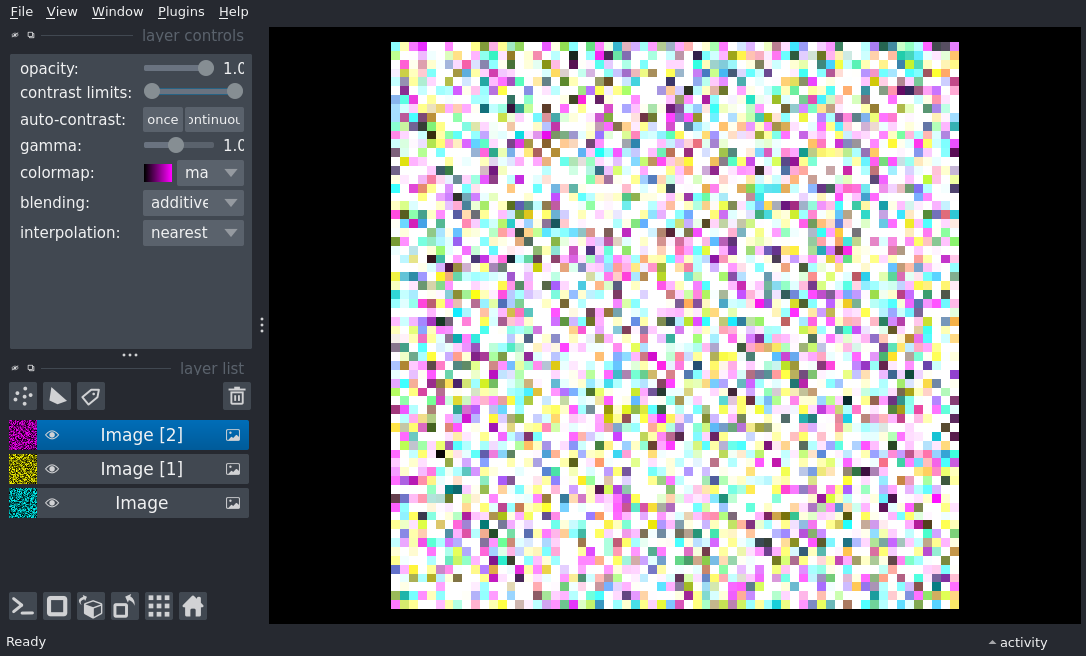 File View Window Plugins Help
layer controls
opacity: 1.0
contrast limits:
auto-contrast: once ontinuou
gamma: 1.0
colormap: ma
blending: additive
interpolation: nearest
layer list
Image [2]
Image [1]
Image
Ready activity